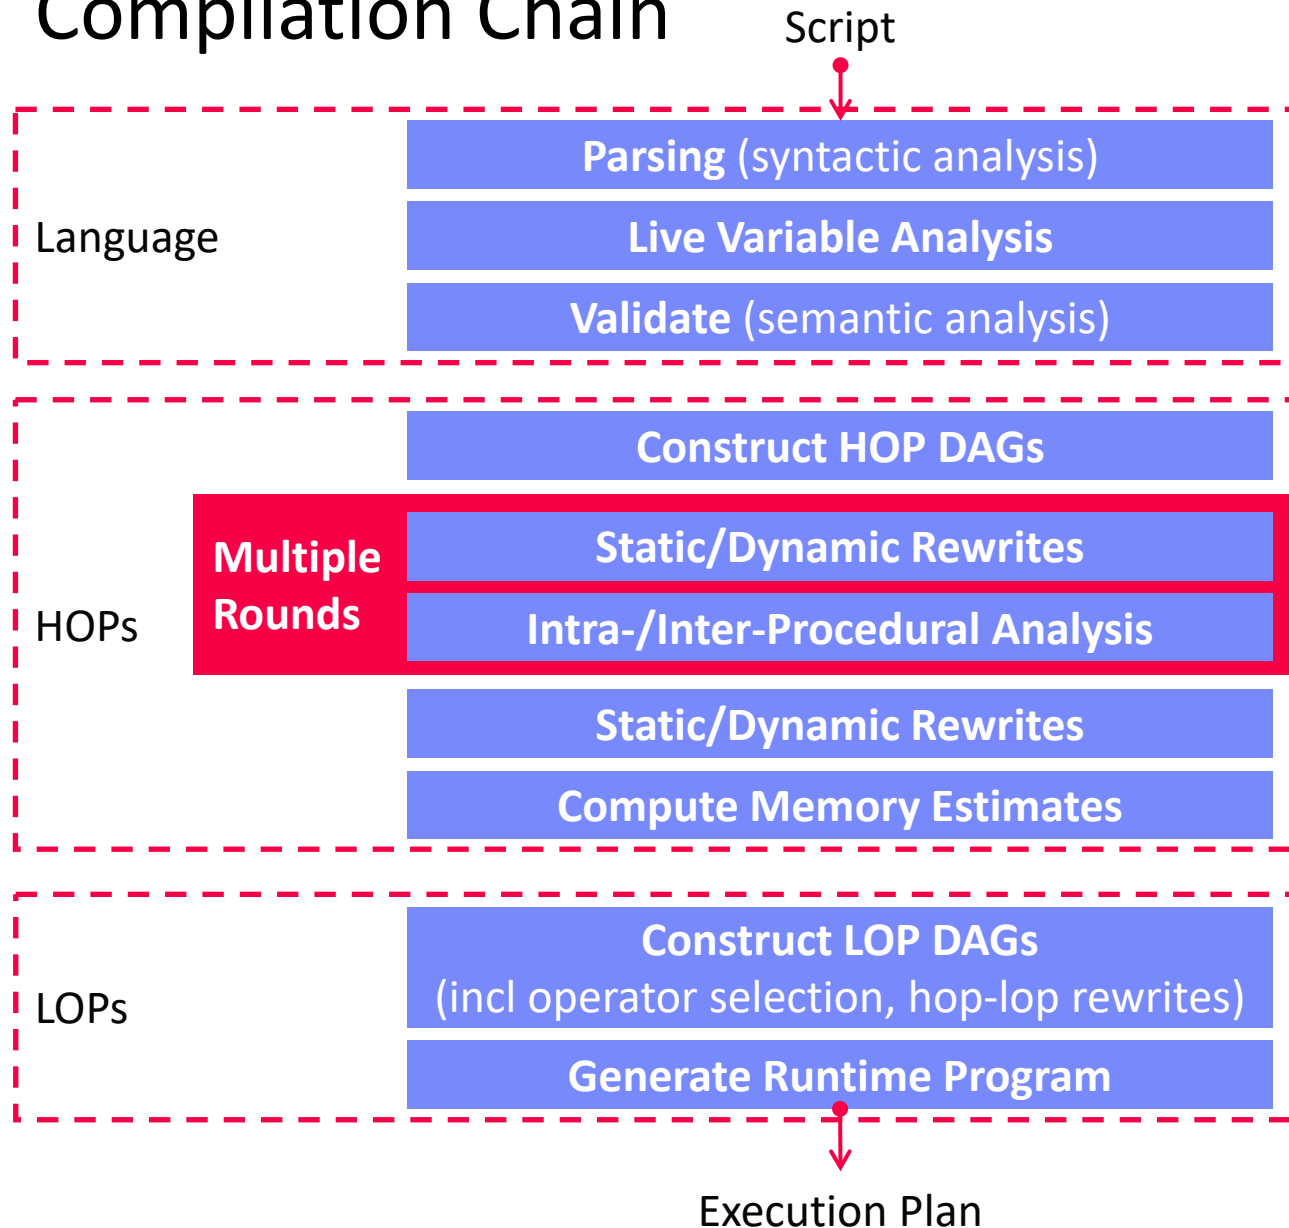 Compilation Chain
Script
Language
Parsing (syntactic analysis)
Live Variable Analysis
Validate (semantic analysis)
HOPs
Construct HOP DAGs
Multiple
Rounds
Static/Dynamic Rewrites
Intra-/Inter-Procedural Analysis
Static/Dynamic Rewrites
Compute Memory Estimates
LOPs
Construct LOP DAGs
(incl operator selection, hop-lop rewrites)
Generate Runtime Program
Execution Plan